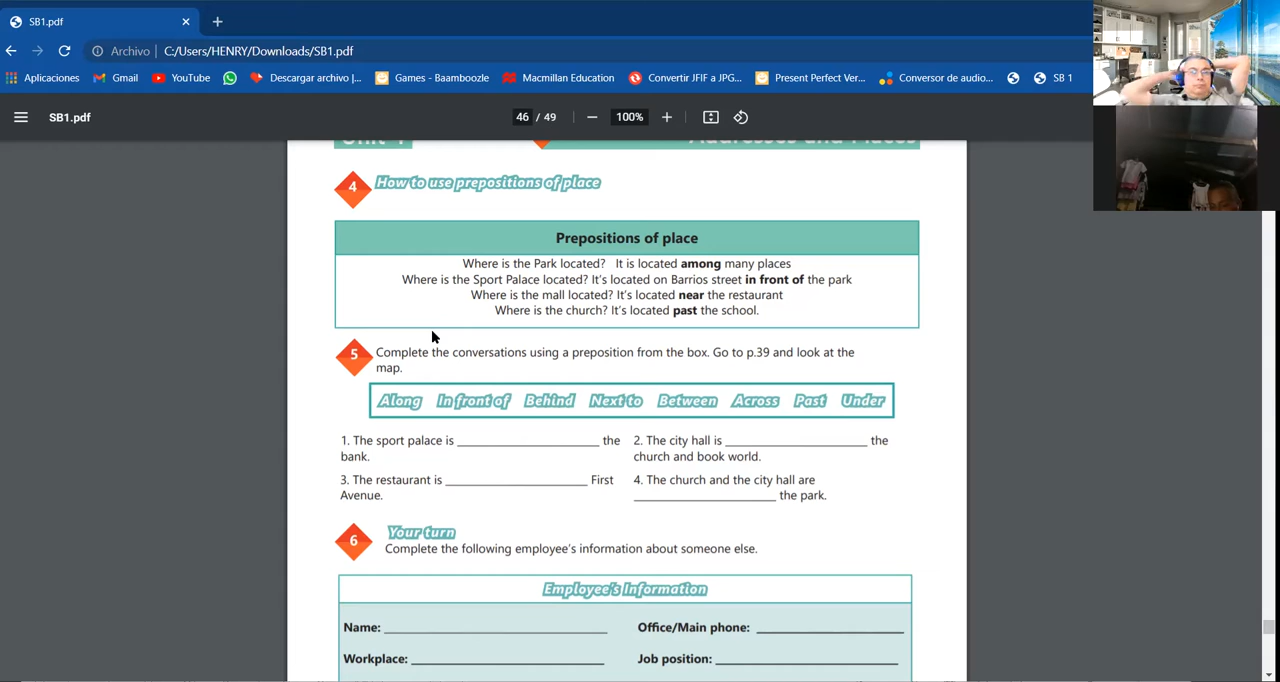 SB1.pdf
Archivo C:/Users/HENRY/Downloads/SB1.pdf
Aplicaciones Gmail YouTube Descargar archivo |... Games - Baamboozle Macmillan Education Convertir JFIF a JPG... Present Perfect Ver... Conversor de audio... SB 1
SB1.pdf 46 / 49 100%
Addresses and Places
4 How to use prepositions of place
Prepositions of place
Where is the Park located? It is located among many places
Where is the Sport Palace located? It's located on Barrios street in front of the park
Where is the mall located? It's located near the restaurant
Where is the church? It's located past the school.
5 Complete the conversations using a preposition from the box. Go to p.39 and look at the
map.
Along In front of Behind Next to Between Across Past Under
1. The sport palace is ____________________ the
bank.
2. The city hall is ____________________ the
church and book world.
3. The restaurant is ____________________ First
Avenue.
4. The church and the city hall are
____________________ the park.
6 Your turn
Complete the following employee's information about someone else.
Employee's Information
Name: ____________________ Office/Main phone: ____________________
Workplace: ____________________ Job position: ____________________